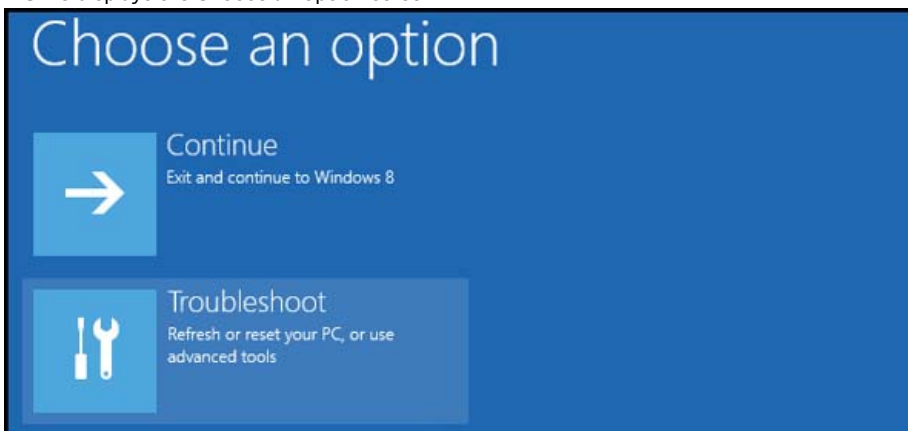 Choose an option
Continue
Exit and continue to Windows 8
Troubleshoot
Refresh or reset your PC, or use
advanced tools